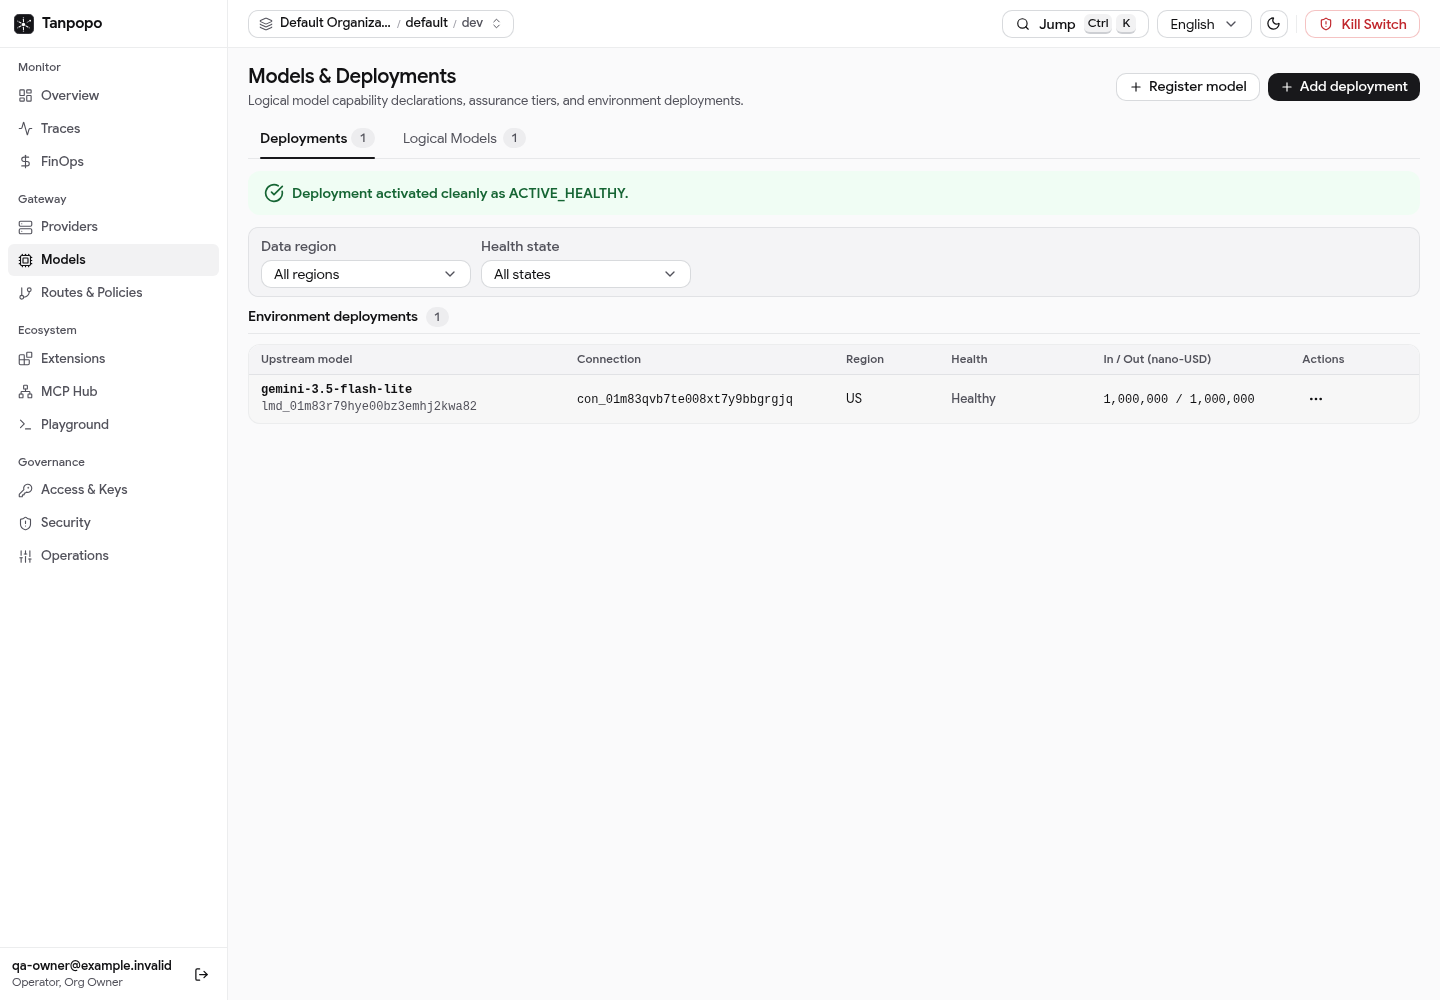 Tanpopo
Default Organiza... / default / dev
Jump Ctrl K
English
Kill Switch
Monitor
Overview
Traces
FinOps
Gateway
Providers
Models
Routes & Policies
Ecosystem
Extensions
MCP Hub
Playground
Governance
Access & Keys
Security
Operations
qa-owner@example.invalid
Operator, Org Owner
Models & Deployments
Logical model capability declarations, assurance tiers, and environment deployments.
Register model
Add deployment
Deployments 1
Logical Models 1
Deployment activated cleanly as ACTIVE_HEALTHY.
Data region
All regions
Health state
All states
Environment deployments 1
Upstream model Connection Region Health In / Out (nano-USD) Actions
gemini-3.5-flash-lite
lmd_01m83r79hye00bz3emhj2kwa82
con_01m83qvb7te008xt7y9bbgrgjq US Healthy 1,000,000 / 1,000,000